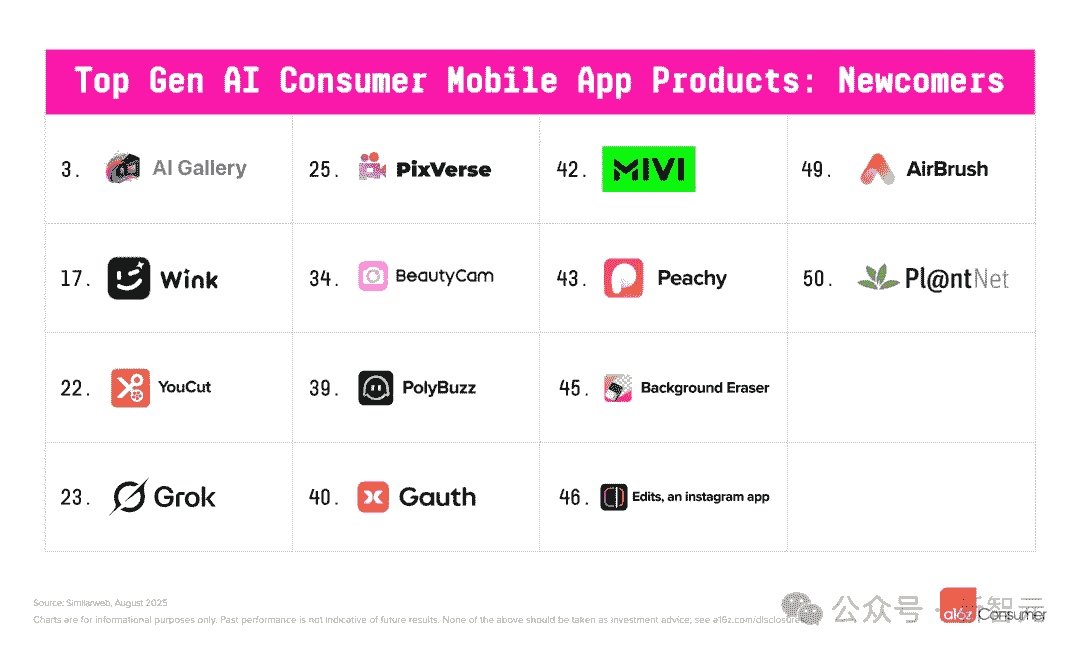 Top Gen AI Consumer Mobile App Products: Newcomers
3. AI Gallery
25. PixVerse
42. MIVI
49. AirBrush
17. Wink
34. BeautyCam
43. Peachy
50. Pl@ntNet
22. YouCut
39. PolyBuzz
45. Background Eraser
23. Grok
40. Gauth
46. Edits, an instagram app
Source: Similarweb, August 2025
Charts are for informational purposes only. Past performance is not indicative of future results. None of the above should be taken as investment advice; see a16z.com/disclosures
公众号 · 新智元
a16z Consumer